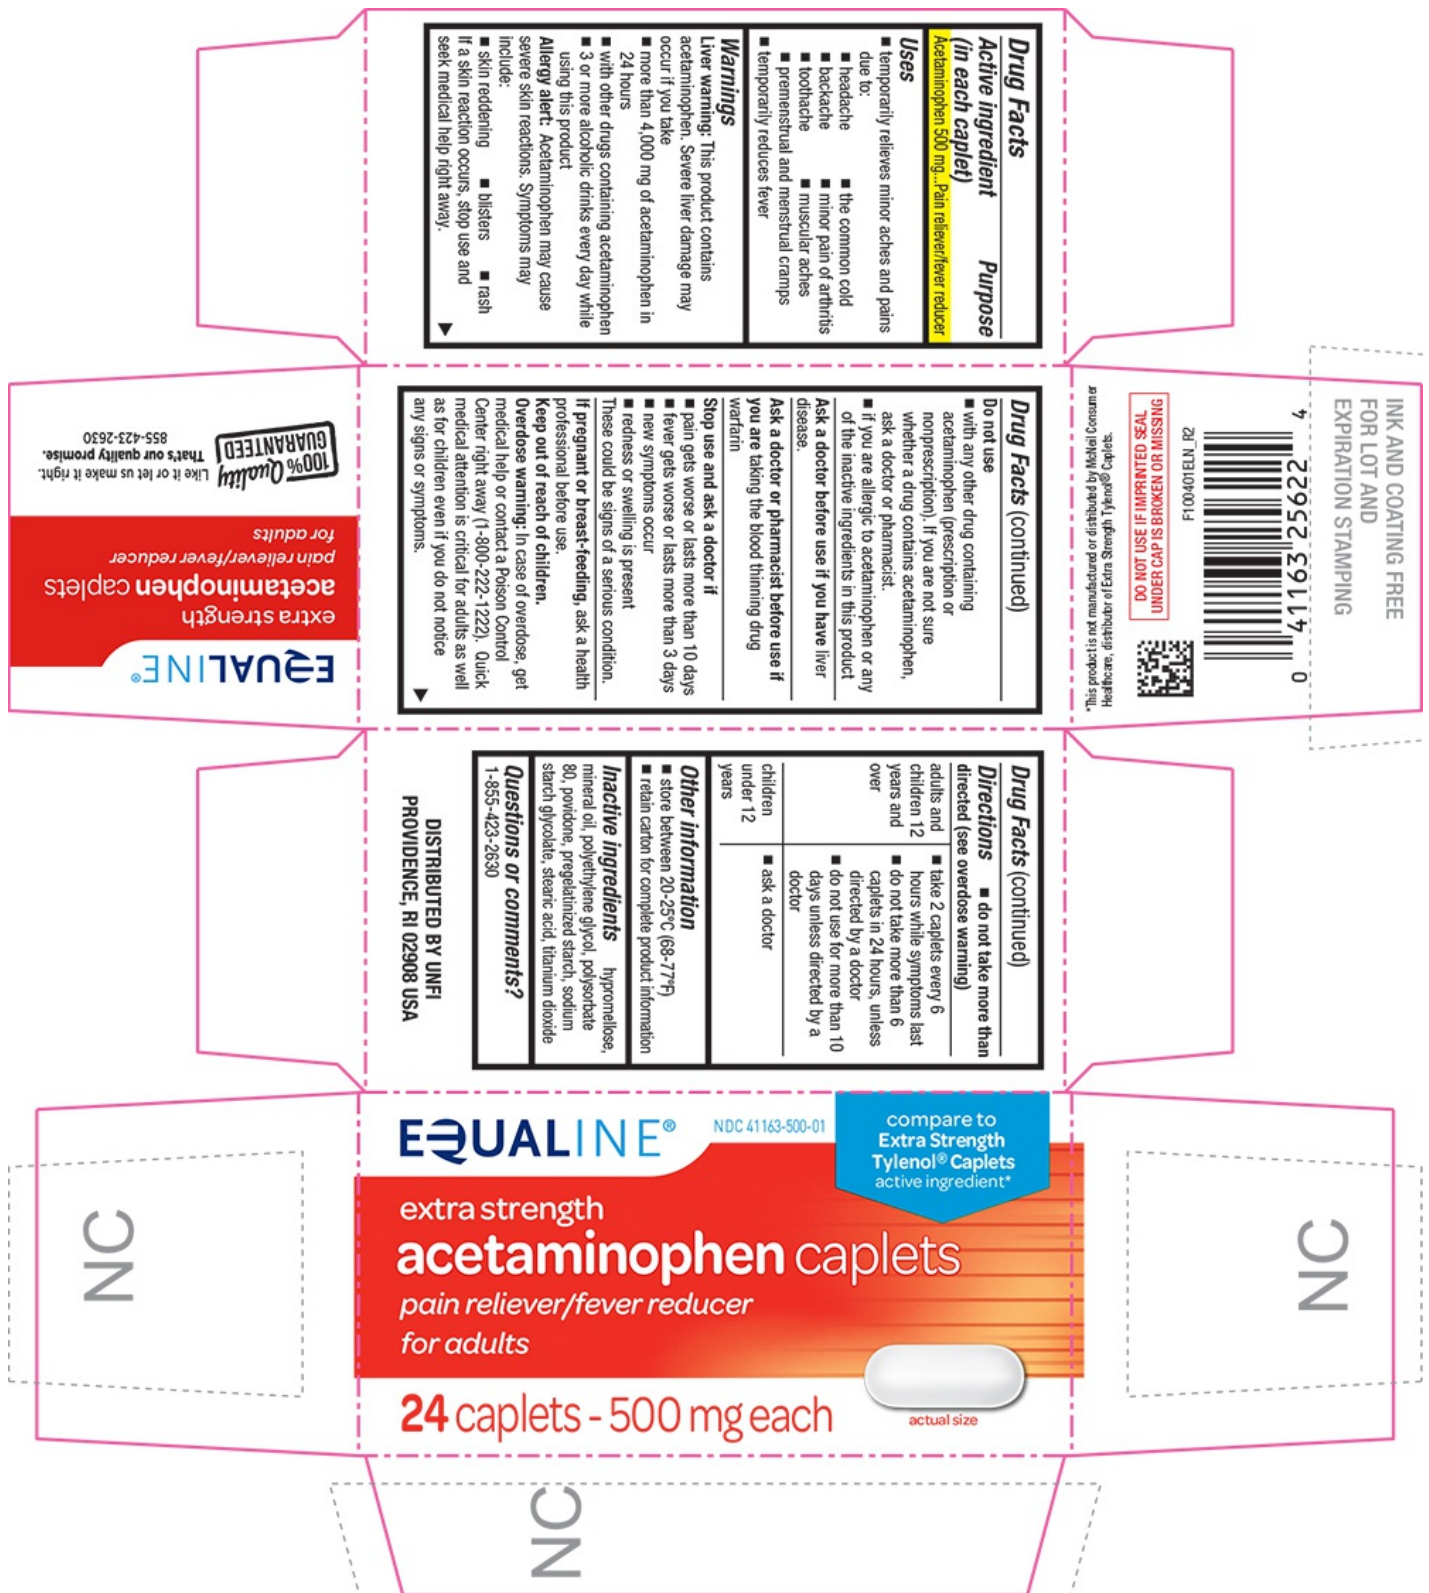 Drug Facts
Active ingredient Purpose
(in each caplet)
Acetaminophen 500 mg...Pain reliever/fever reducer
Uses
■ temporarily relieves minor aches and pains
due to:
■ headache ■ the common cold
■ backache ■ minor pain of arthritis
■ toothache ■ muscular aches
■ premenstrual and menstrual cramps
■ temporarily reduces fever
Warnings
Liver warning: This product contains
acetaminophen. Severe liver damage may
occur if you take
■ more than 4,000 mg of acetaminophen in
24 hours
■ with other drugs containing acetaminophen
■ 3 or more alcoholic drinks every day while
using this product
Allergy alert: Acetaminophen may cause
severe skin reactions. Symptoms may
include:
■ skin reddening ■ blisters ■ rash
If a skin reaction occurs, stop use and
seek medical help right away.
Drug Facts (continued)
Do not use
■ with any other drug containing
acetaminophen (prescription or
nonprescription). If you are not sure
whether a drug contains acetaminophen,
ask a doctor or pharmacist.
■ if you are allergic to acetaminophen or any
of the inactive ingredients in this product
Ask a doctor before use if you have liver
disease.
Ask a doctor or pharmacist before use if
you are taking the blood thinning drug
warfarin
Stop use and ask a doctor if
■ pain gets worse or lasts more than 10 days
■ fever gets worse or lasts more than 3 days
■ new symptoms occur
■ redness or swelling is present
These could be signs of a serious condition.
If pregnant or breast-feeding, ask a health
professional before use.
Keep out of reach of children.
Overdose warning: In case of overdose, get
medical help or contact a Poison Control
Center right away (1-800-222-1222). Quick
medical attention is critical for adults as well
as for children even if you do not notice
any signs or symptoms.
INK AND COATING FREE
FOR LOT AND
EXPIRATION STAMPING
0 41163 25622 4
F100401ELN_R2
DO NOT USE IF IMPRINTED SEAL
UNDER CAP IS BROKEN OR MISSING
*This product is not manufactured or distributed by McNeil consumer
Healthcare, distributor of Extra Strength Tylenol® Caplets.
EQUALINE®
extra strength
acetaminophen caplets
pain reliever/fever reducer
for adults
100% Quality
GUARANTEED
Like it or let us make it right.
That's our quality promise.
855-423-2630
Drug Facts (continued)
Directions ■ do not take more than
directed (see overdose warning)
adults and
children 12
years and
over
■ take 2 caplets every 6
hours while symptoms last
■ do not take more than 6
caplets in 24 hours, unless
directed by a doctor
■ do not use for more than 10
days unless directed by a
doctor
children
under 12
years
■ ask a doctor
Other information
■ store between 20-25°C (68-77°F)
■ retain carton for complete product information
Inactive ingredients hypromellose,
mineral oil, polyethylene glycol, polysorbate
80, povidone, pregelatinized starch, sodium
starch glycolate, stearic acid, titanium dioxide
Questions or comments?
1-855-423-2630
DISTRIBUTED BY UNFI
PROVIDENCE, RI 02908 USA
EQUALINE®
NDC 41163-500-01
compare to
Extra Strength
Tylenol® Caplets
active ingredient*
extra strength
acetaminophen caplets
pain reliever/fever reducer
for adults
24 caplets - 500 mg each
actual size
NC
NC
NC